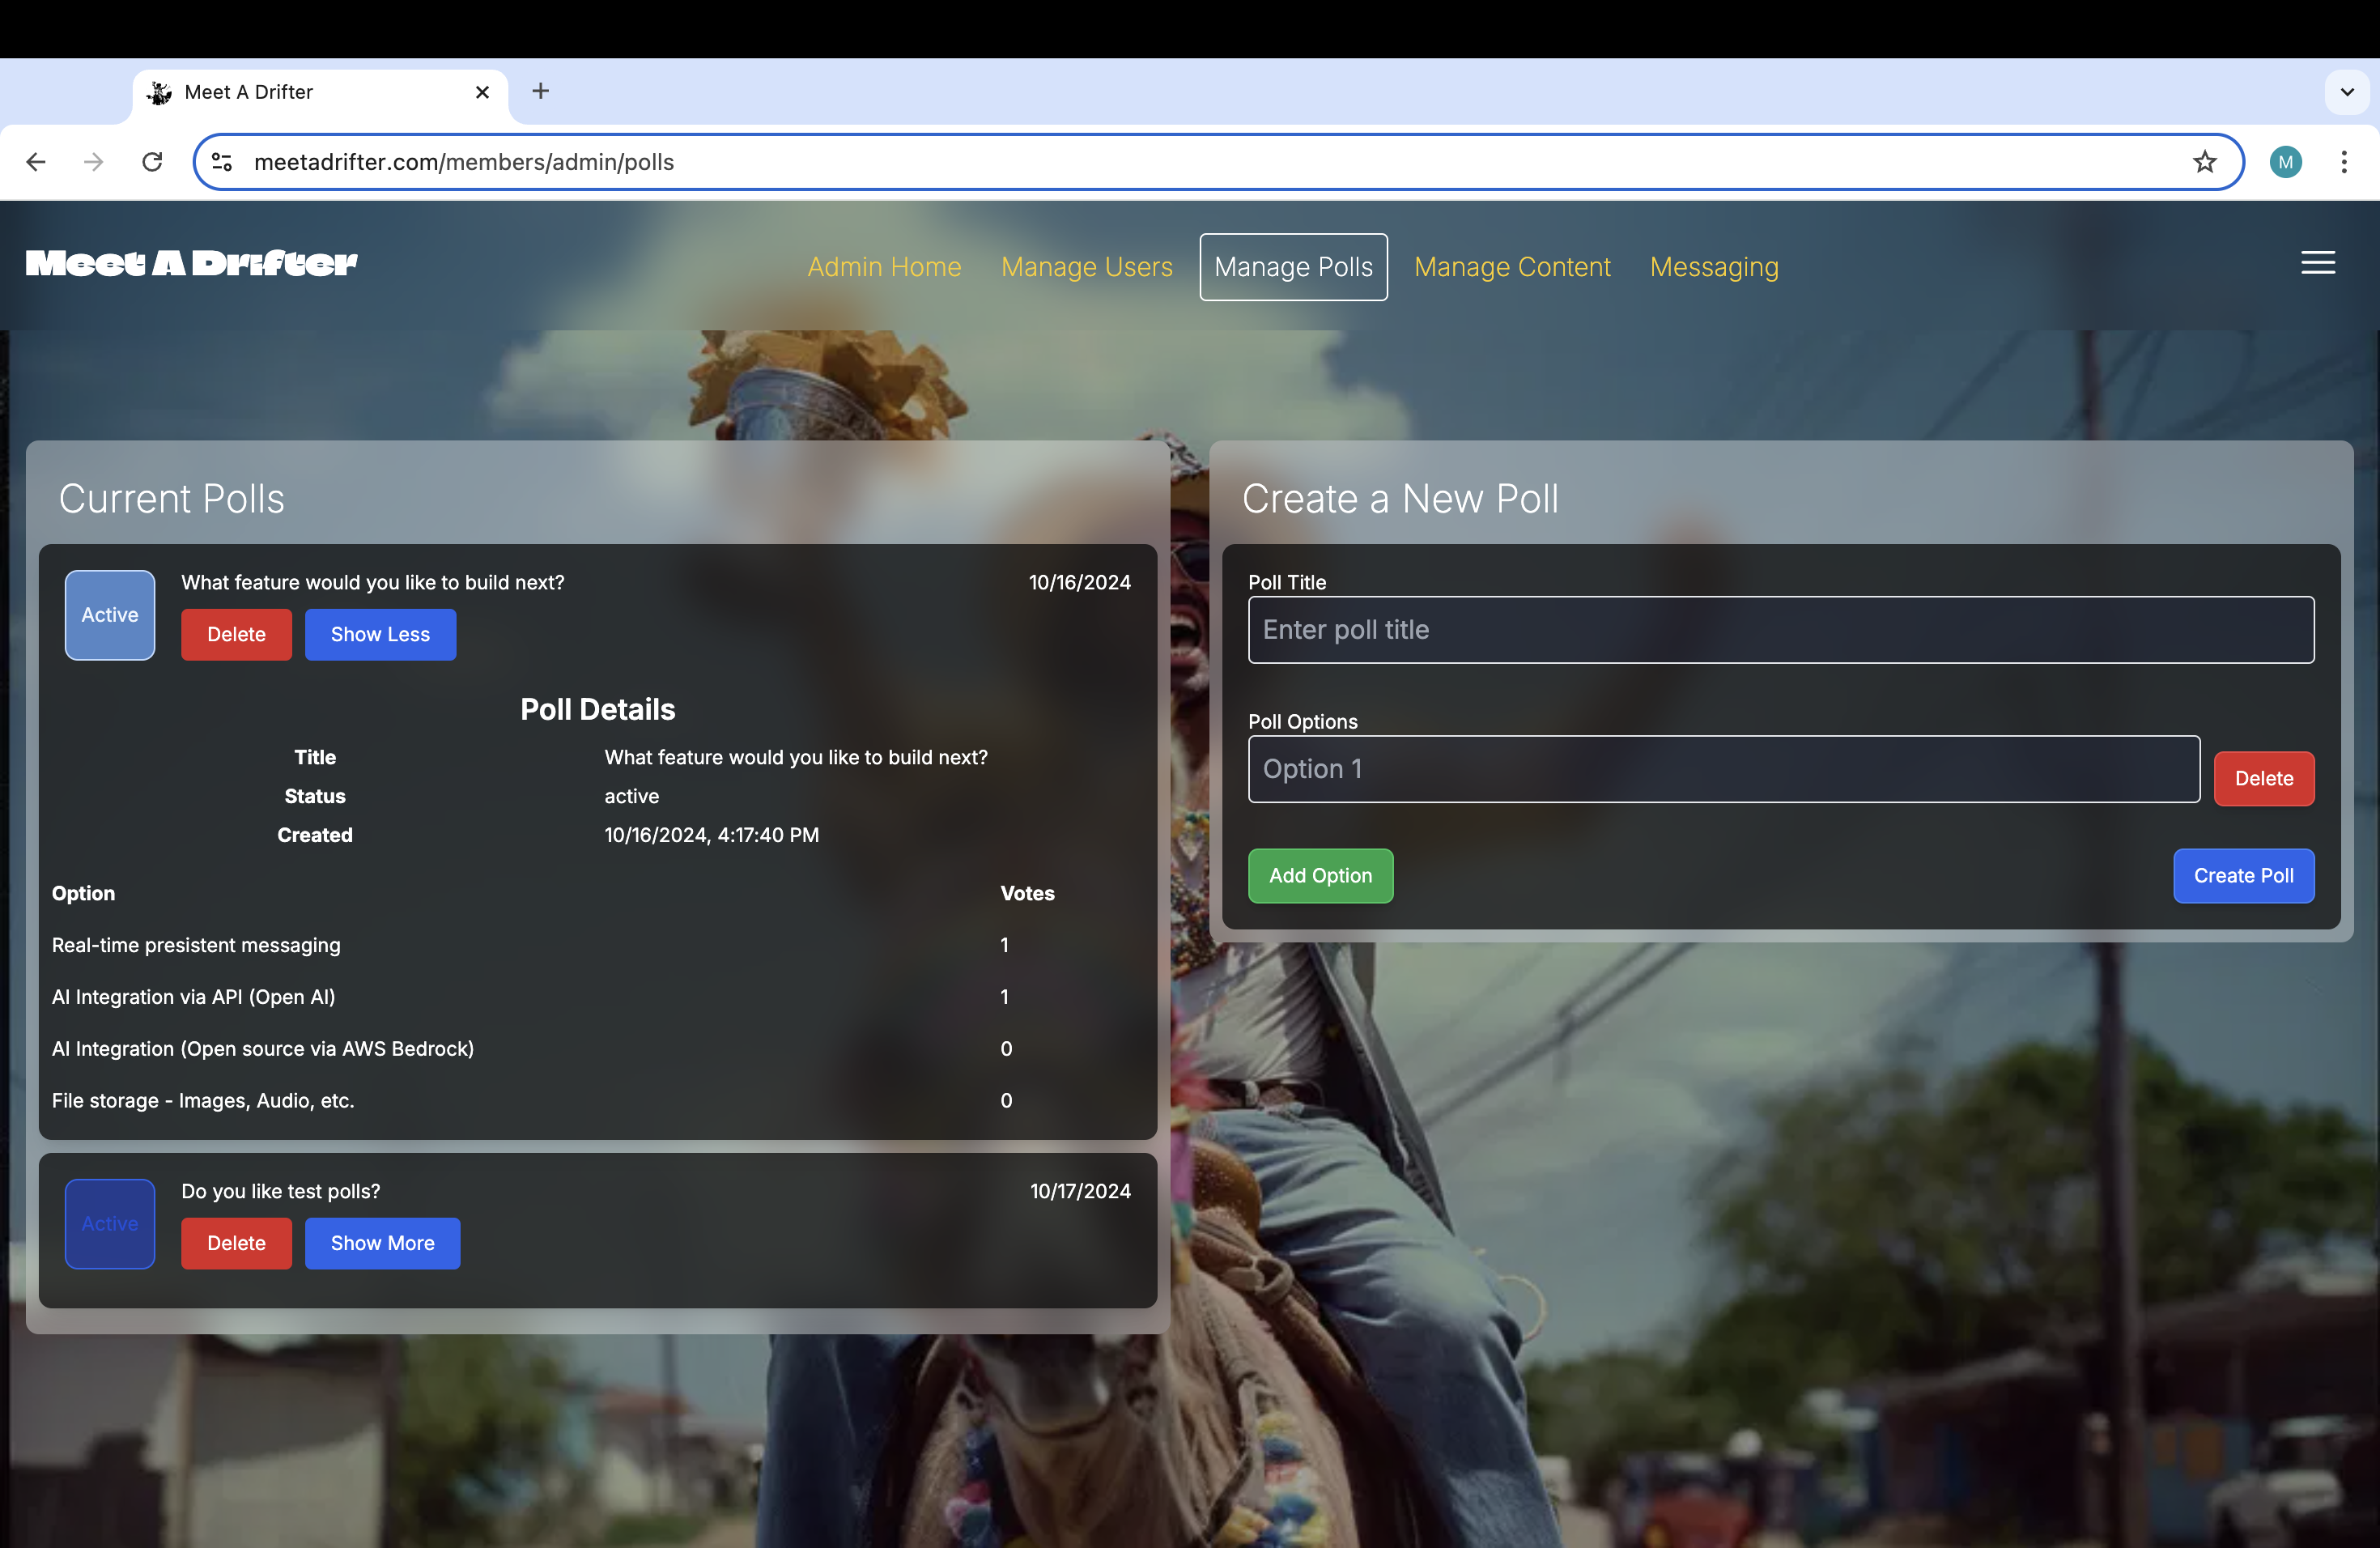 Meet A Drifter
meetadrifter.com/members/admin/polls
M
Meet A Drifter
Admin Home Manage Users Manage Polls Manage Content Messaging
Current Polls
Active
What feature would you like to build next?
10/16/2024
Delete Show Less
Poll Details
Title What feature would you like to build next?
Status active
Created 10/16/2024, 4:17:40 PM
Option Votes
Real-time presistent messaging 1
AI Integration via API (Open AI) 1
AI Integration (Open source via AWS Bedrock) 0
File storage - Images, Audio, etc. 0
Active
Do you like test polls?
10/17/2024
Delete Show More
Create a New Poll
Poll Title
Enter poll title
Poll Options
Option 1
Delete
Add Option Create Poll